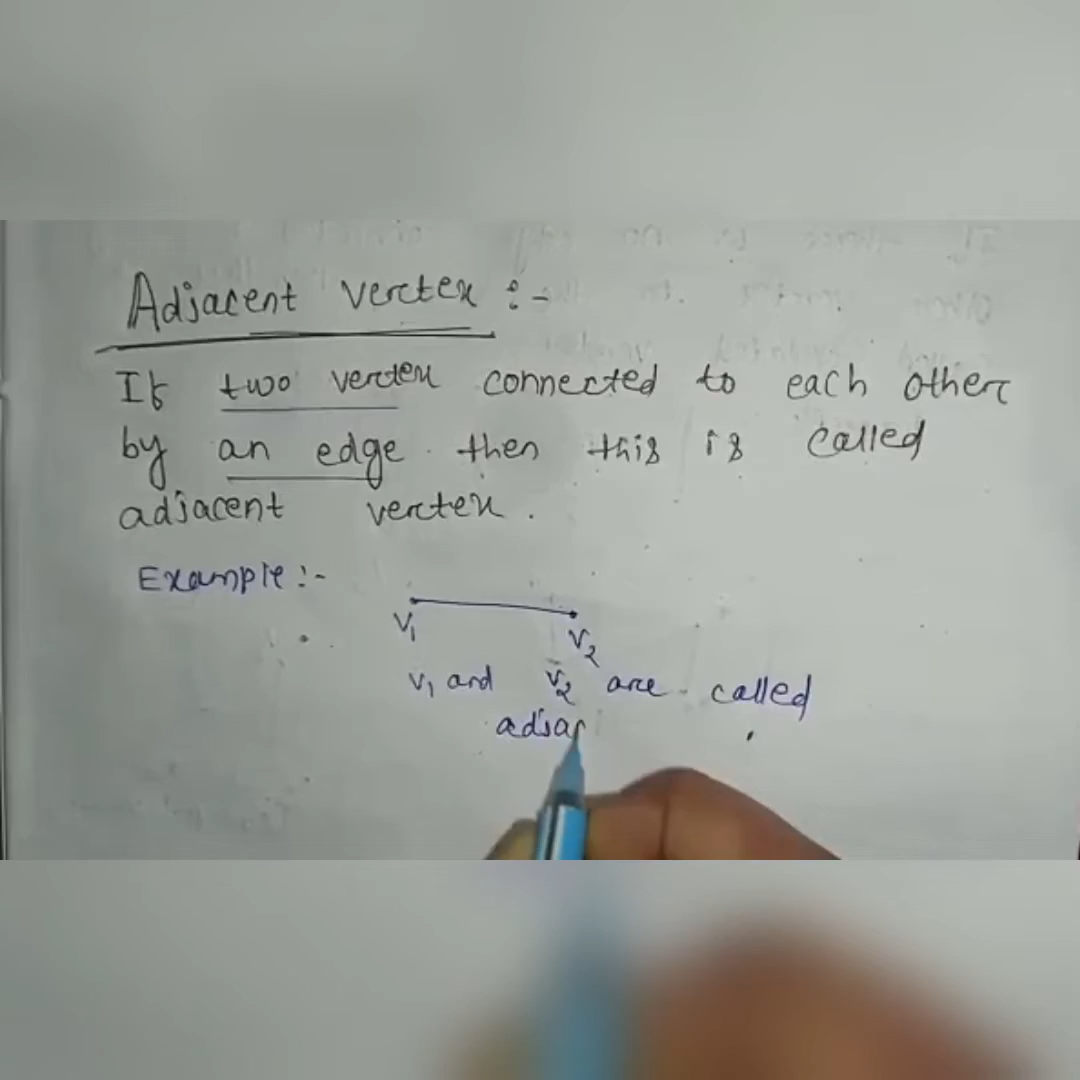 Adjacent vertex :-
If two vertex connected to each other
by an edge then this is called
adjacent vertex.
Example :-
V1 V2
V1 and V2 are called
adjac